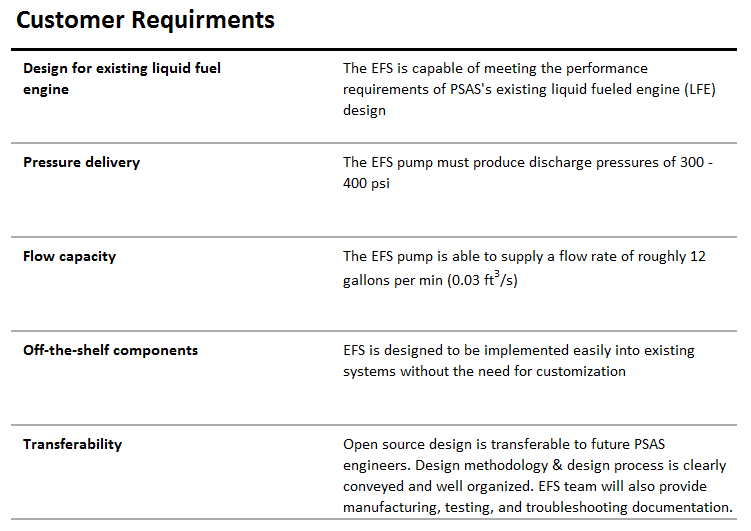 Customer Requirments
Design for existing liquid fuel
engine
The EFS is capable of meeting the performance
requirements of PSAS's existing liquid fueled engine (LFE)
design
Pressure delivery
The EFS pump must produce discharge pressures of 300 -
400 psi
Flow capacity
The EFS pump is able to supply a flow rate of roughly 12
gallons per min (0.03 ft³/s)
Off-the-shelf components
EFS is designed to be implemented easily into existing
systems without the need for customization
Transferability
Open source design is transferable to future PSAS
engineers. Design methodology & design process is clearly
conveyed and well organized. EFS team will also provide
manufacturing, testing, and troubleshooting documentation.